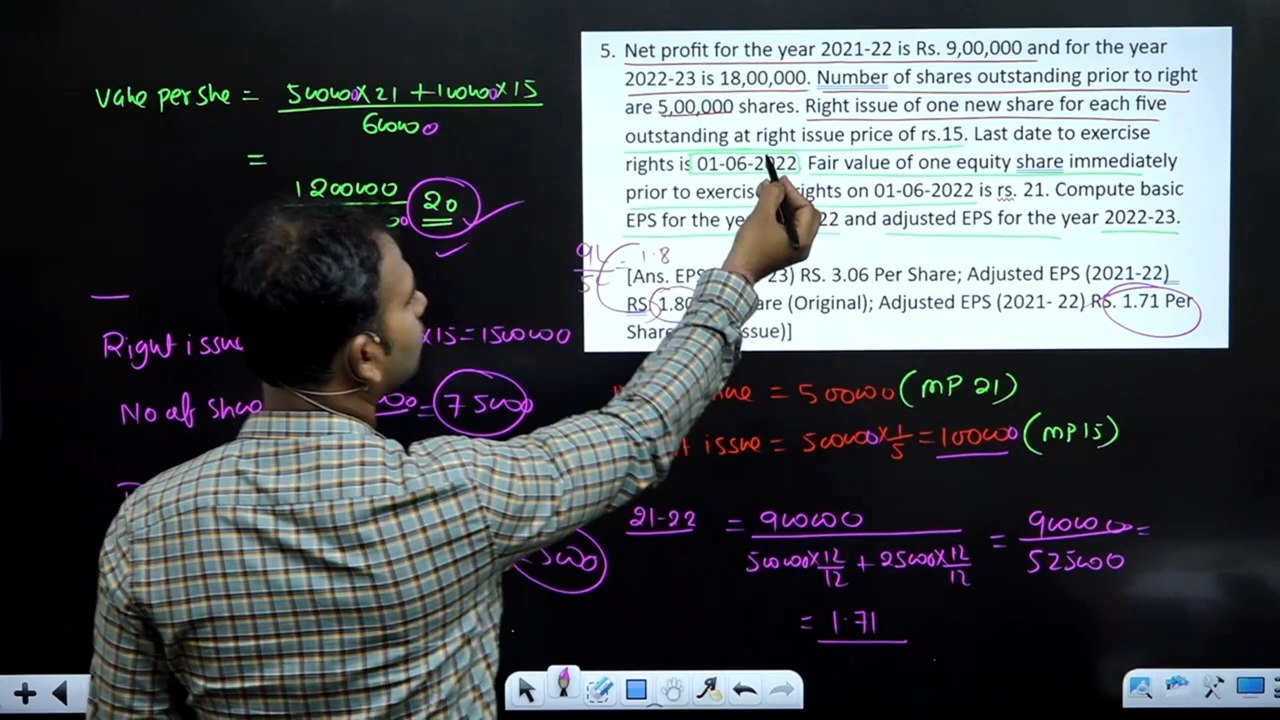 5. Net profit for the year 2021-22 is Rs. 9,00,000 and for the year
2022-23 is 18,00,000. Number of shares outstanding prior to right
are 5,00,000 shares. Right issue of one new share for each five
outstanding at right issue price of rs.15. Last date to exercise
rights is 01-06-2022. Fair value of one equity share immediately
prior to exercise rights on 01-06-2022 is rs. 21. Compute basic
EPS for the 22 and adjusted EPS for the year 2022-23.
[Ans. EPS 23) RS. 3.06 Per Share; Adjusted EPS (2021-22)
RS. 1.80 (Original); Adjusted EPS (2021- 22) RS. 1.71 Per
Share
Value per she = 500000 × 21 + 100000 × 15
600000
=
1200000
20
9L
= 1.8
5L
Right issue × 15 = 1500000
No of = 75000
= 500000 (MP 21)
issue = 500000 × 1/5 = 100000 (MP 15)
21-22 = 900000 = 900000 =
500000 × 12/12 + 25000 × 12/12 525000
= 1.71